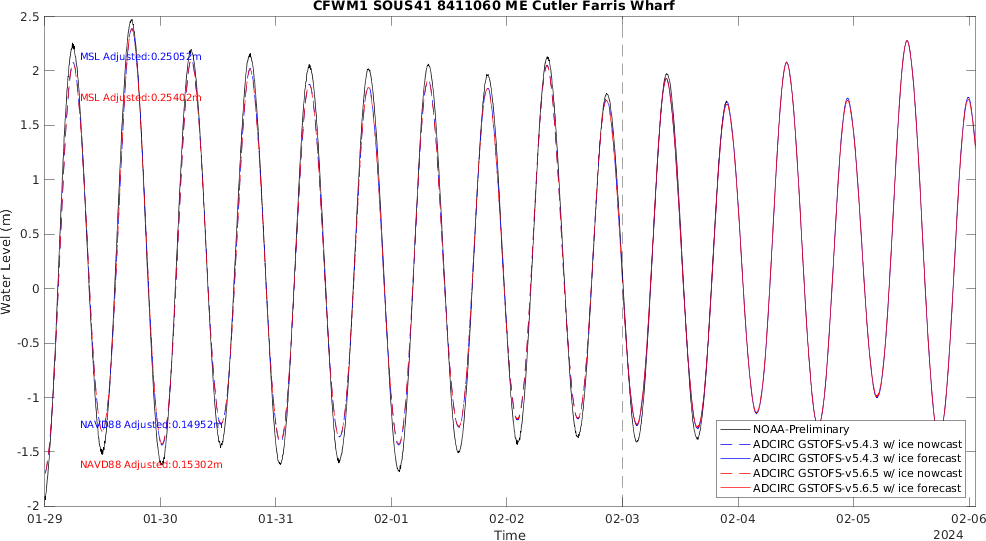 CFWM1 SOUS41 8411060 ME Cutler Farris Wharf
2.5
2
1.5
1
0.5
0
-0.5
-1
-1.5
-2
Water Level (m)
MSL Adjusted:0.25052m
MSL Adjusted:0.25402m
NAVD88 Adjusted:0.14952m
NAVD88 Adjusted:0.15302m
NOAA-Preliminary
ADCIRC GSTOFS-v5.4.3 w/ ice nowcast
ADCIRC GSTOFS-v5.4.3 w/ ice forecast
ADCIRC GSTOFS-v5.6.5 w/ ice nowcast
ADCIRC GSTOFS-v5.6.5 w/ ice forecast
01-29 01-30 01-31 02-01 02-02 02-03 02-04 02-05 02-06
Time
2024